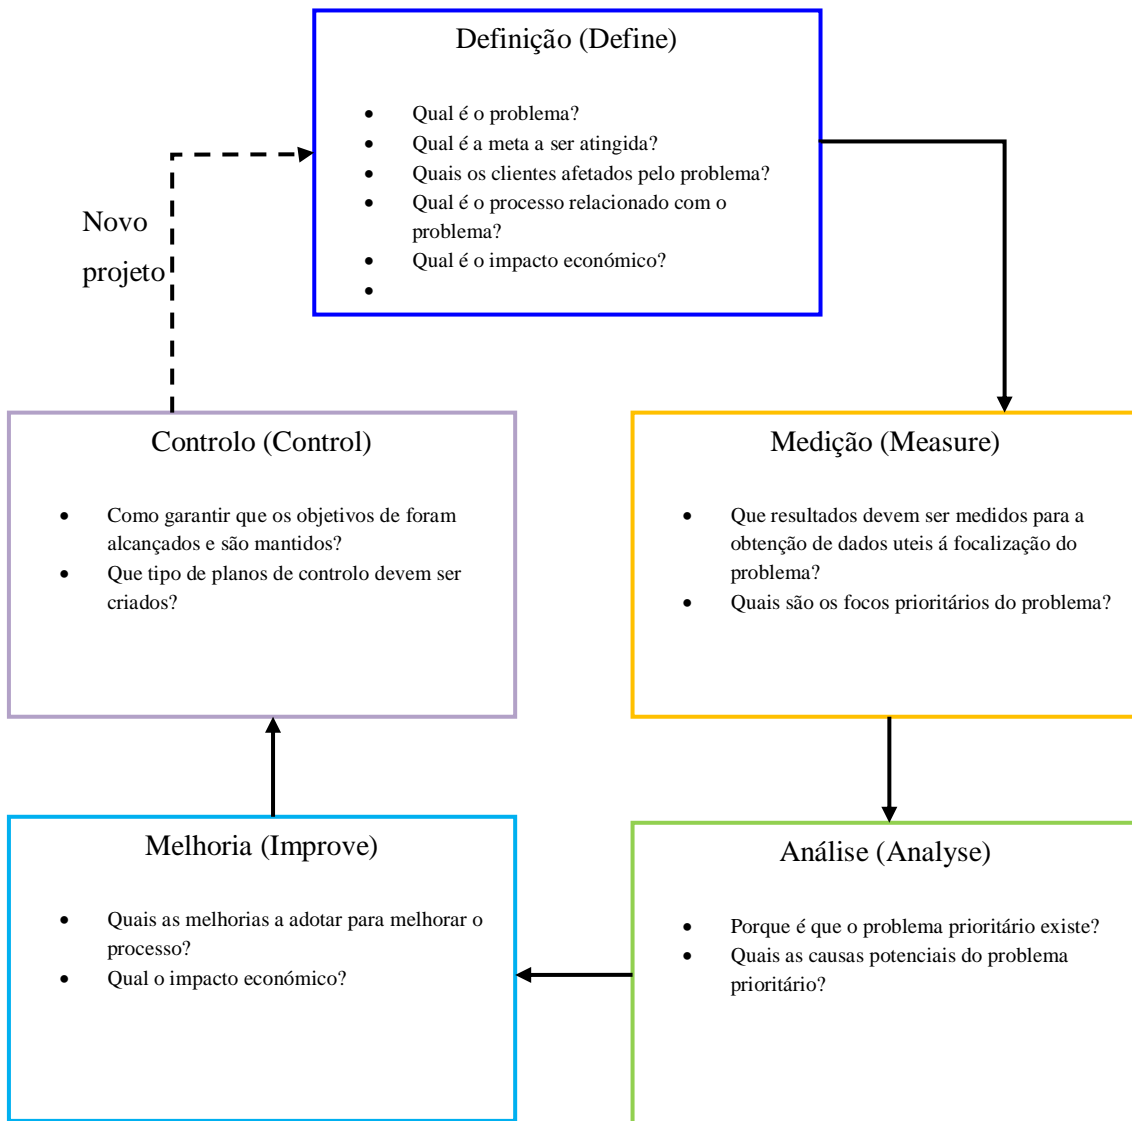 Definição (Define)
• Qual é o problema?
• Qual é a meta a ser atingida?
• Quais os clientes afetados pelo problema?
• Qual é o processo relacionado com o
problema?
• Qual é o impacto económico?
•
Novo
projeto
Controlo (Control)
• Como garantir que os objetivos de foram
alcançados e são mantidos?
• Que tipo de planos de controlo devem ser
criados?
Medição (Measure)
• Que resultados devem ser medidos para a
obtenção de dados uteis á focalização do
problema?
• Quais são os focos prioritários do problema?
Melhoria (Improve)
• Quais as melhorias a adotar para melhorar o
processo?
• Qual o impacto económico?
Análise (Analyse)
• Porque é que o problema prioritário existe?
• Quais as causas potenciais do problema
prioritário?